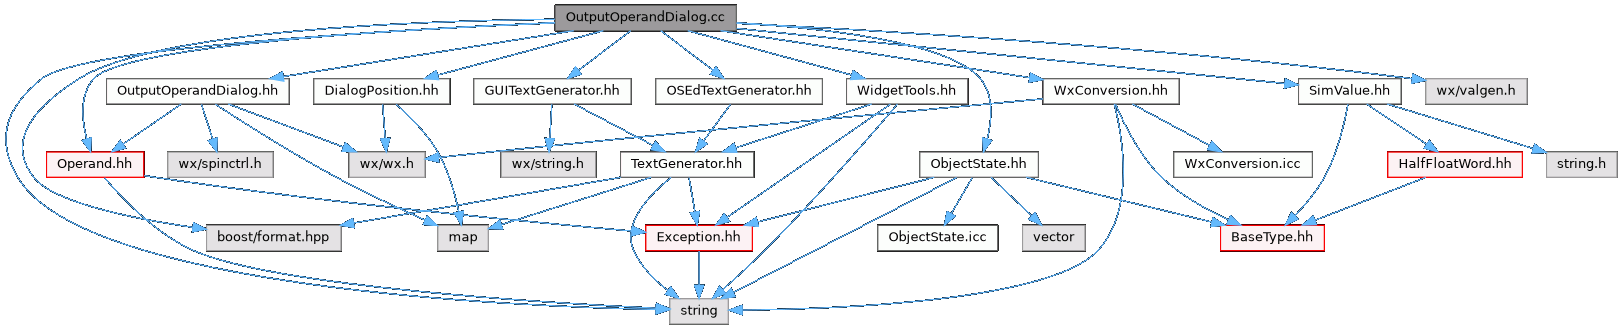 OutputOperandDialog.cc
OutputOperandDialog.hh
DialogPosition.hh
GUITextGenerator.hh
OSEdTextGenerator.hh
WidgetTools.hh
WxConversion.hh
SimValue.hh
wx/valgen.h
Operand.hh
wx/spinctrl.h
wx/wx.h
wx/string.h
TextGenerator.hh
ObjectState.hh
WxConversion.icc
HalfFloatWord.hh
string.h
boost/format.hpp
map
Exception.hh
ObjectState.icc
vector
BaseType.hh
string